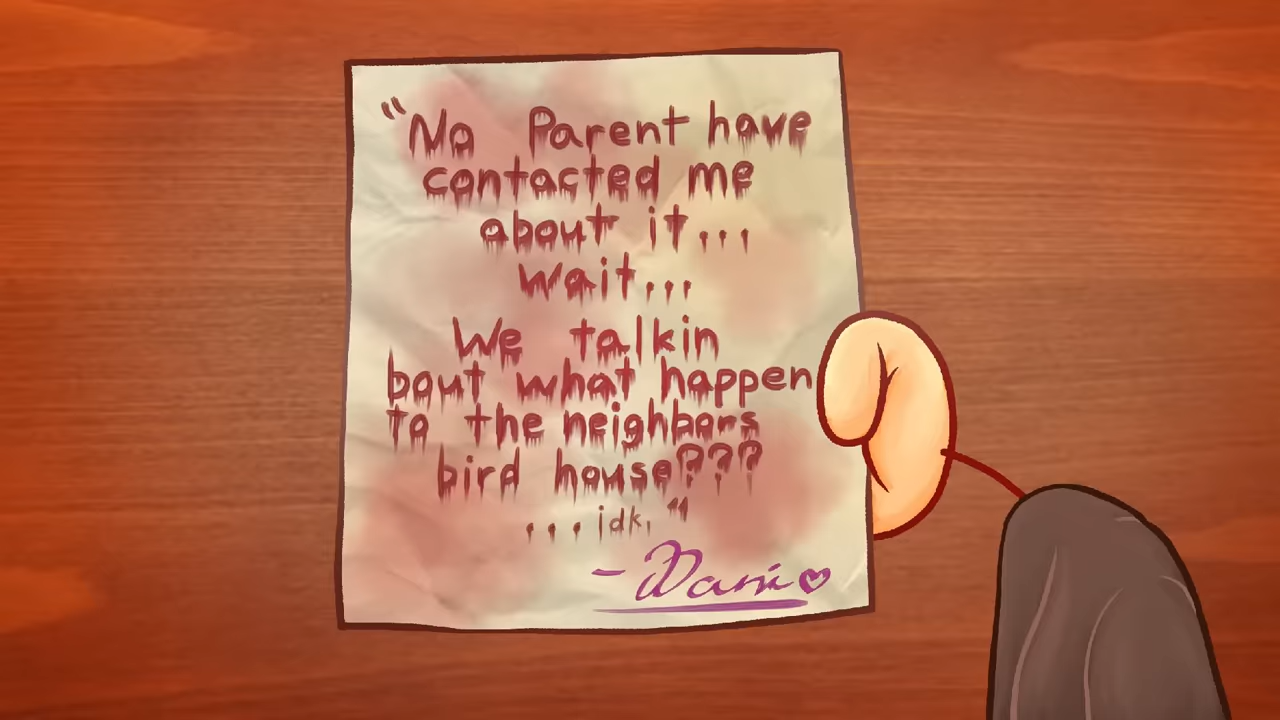 "No Parent have
contacted me
about it...
Wait...
We talkin
bout what happen
to the neighbors
bird house???
...idk."
- Dani♡